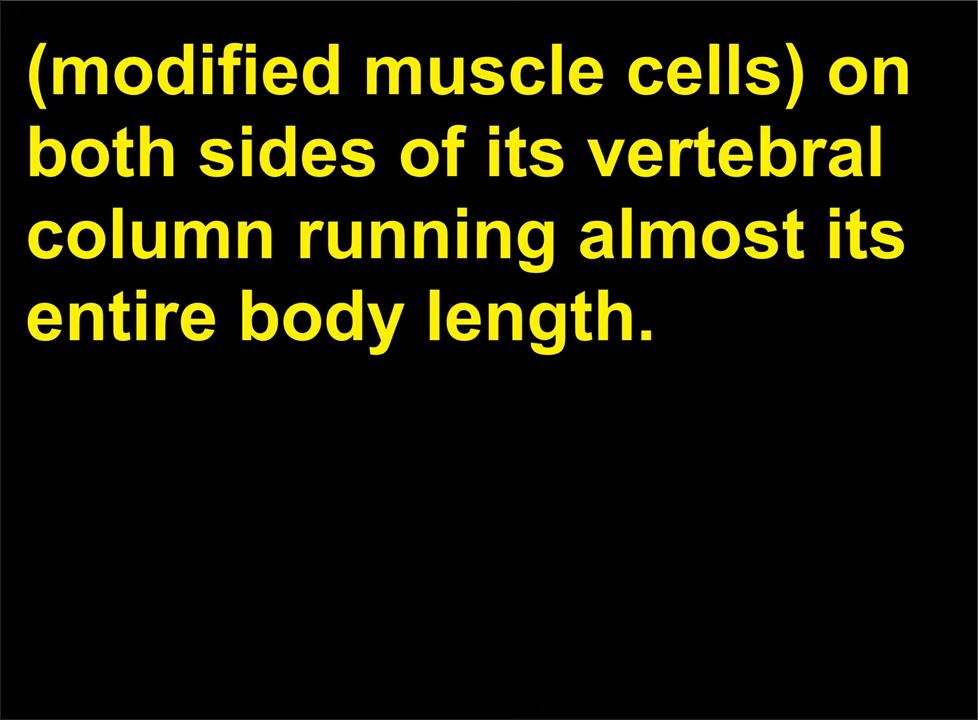 (modified muscle cells) on
both sides of its vertebral
column running almost its
entire body length.